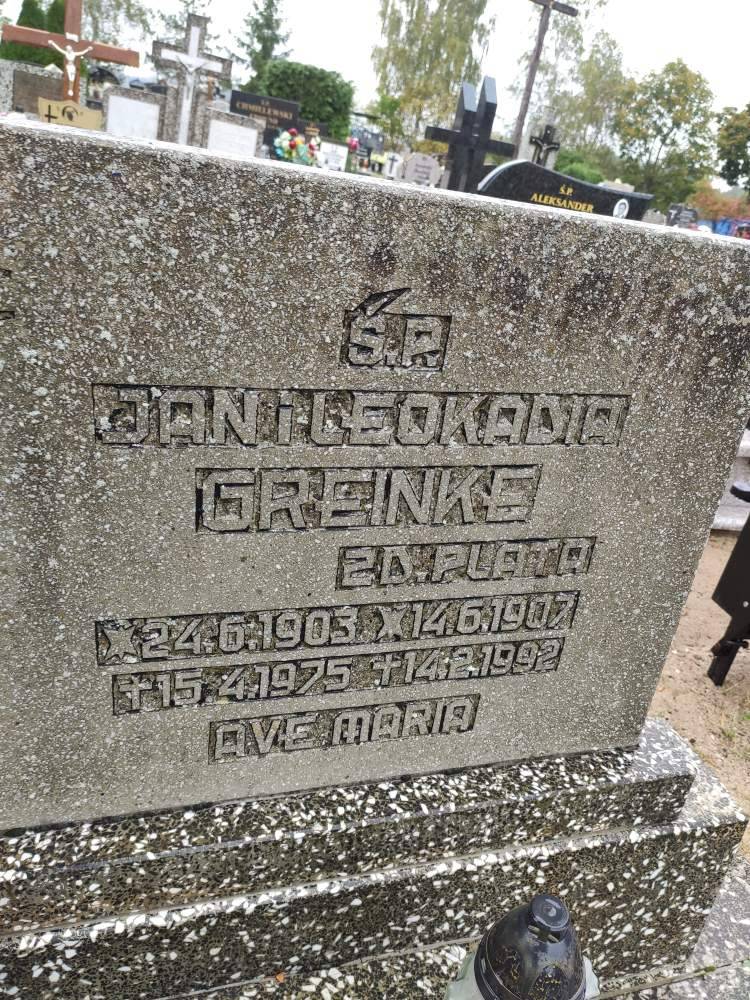 Ś.P.
CHMIELEWSKI
Ś.P.
ALEKSANDER
Ś.P.
JAN i LEOKADIA
GREINKE
ZD. PLATA
*24.6.1903 *14.6.1907
✝15.4.1975 ✝14.2.1992
AVE MARIA